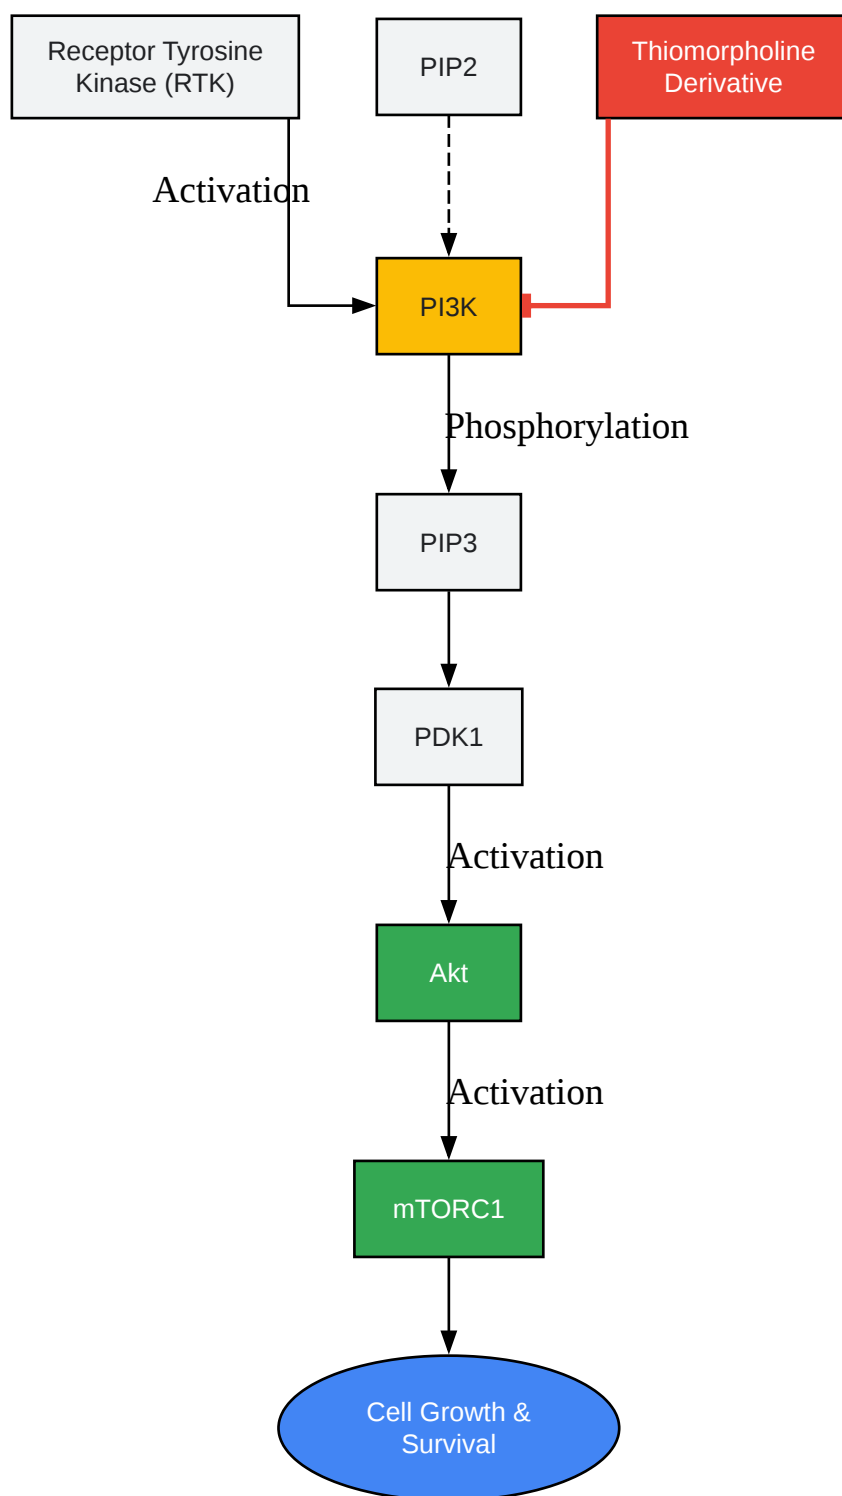 Receptor Tyrosine
Kinase (RTK)
PIP2
Thiomorpholine
Derivative
Activation
PI3K
Phosphorylation
PIP3
PDK1
Activation
Akt
Activation
mTORC1
Cell Growth &
Survival